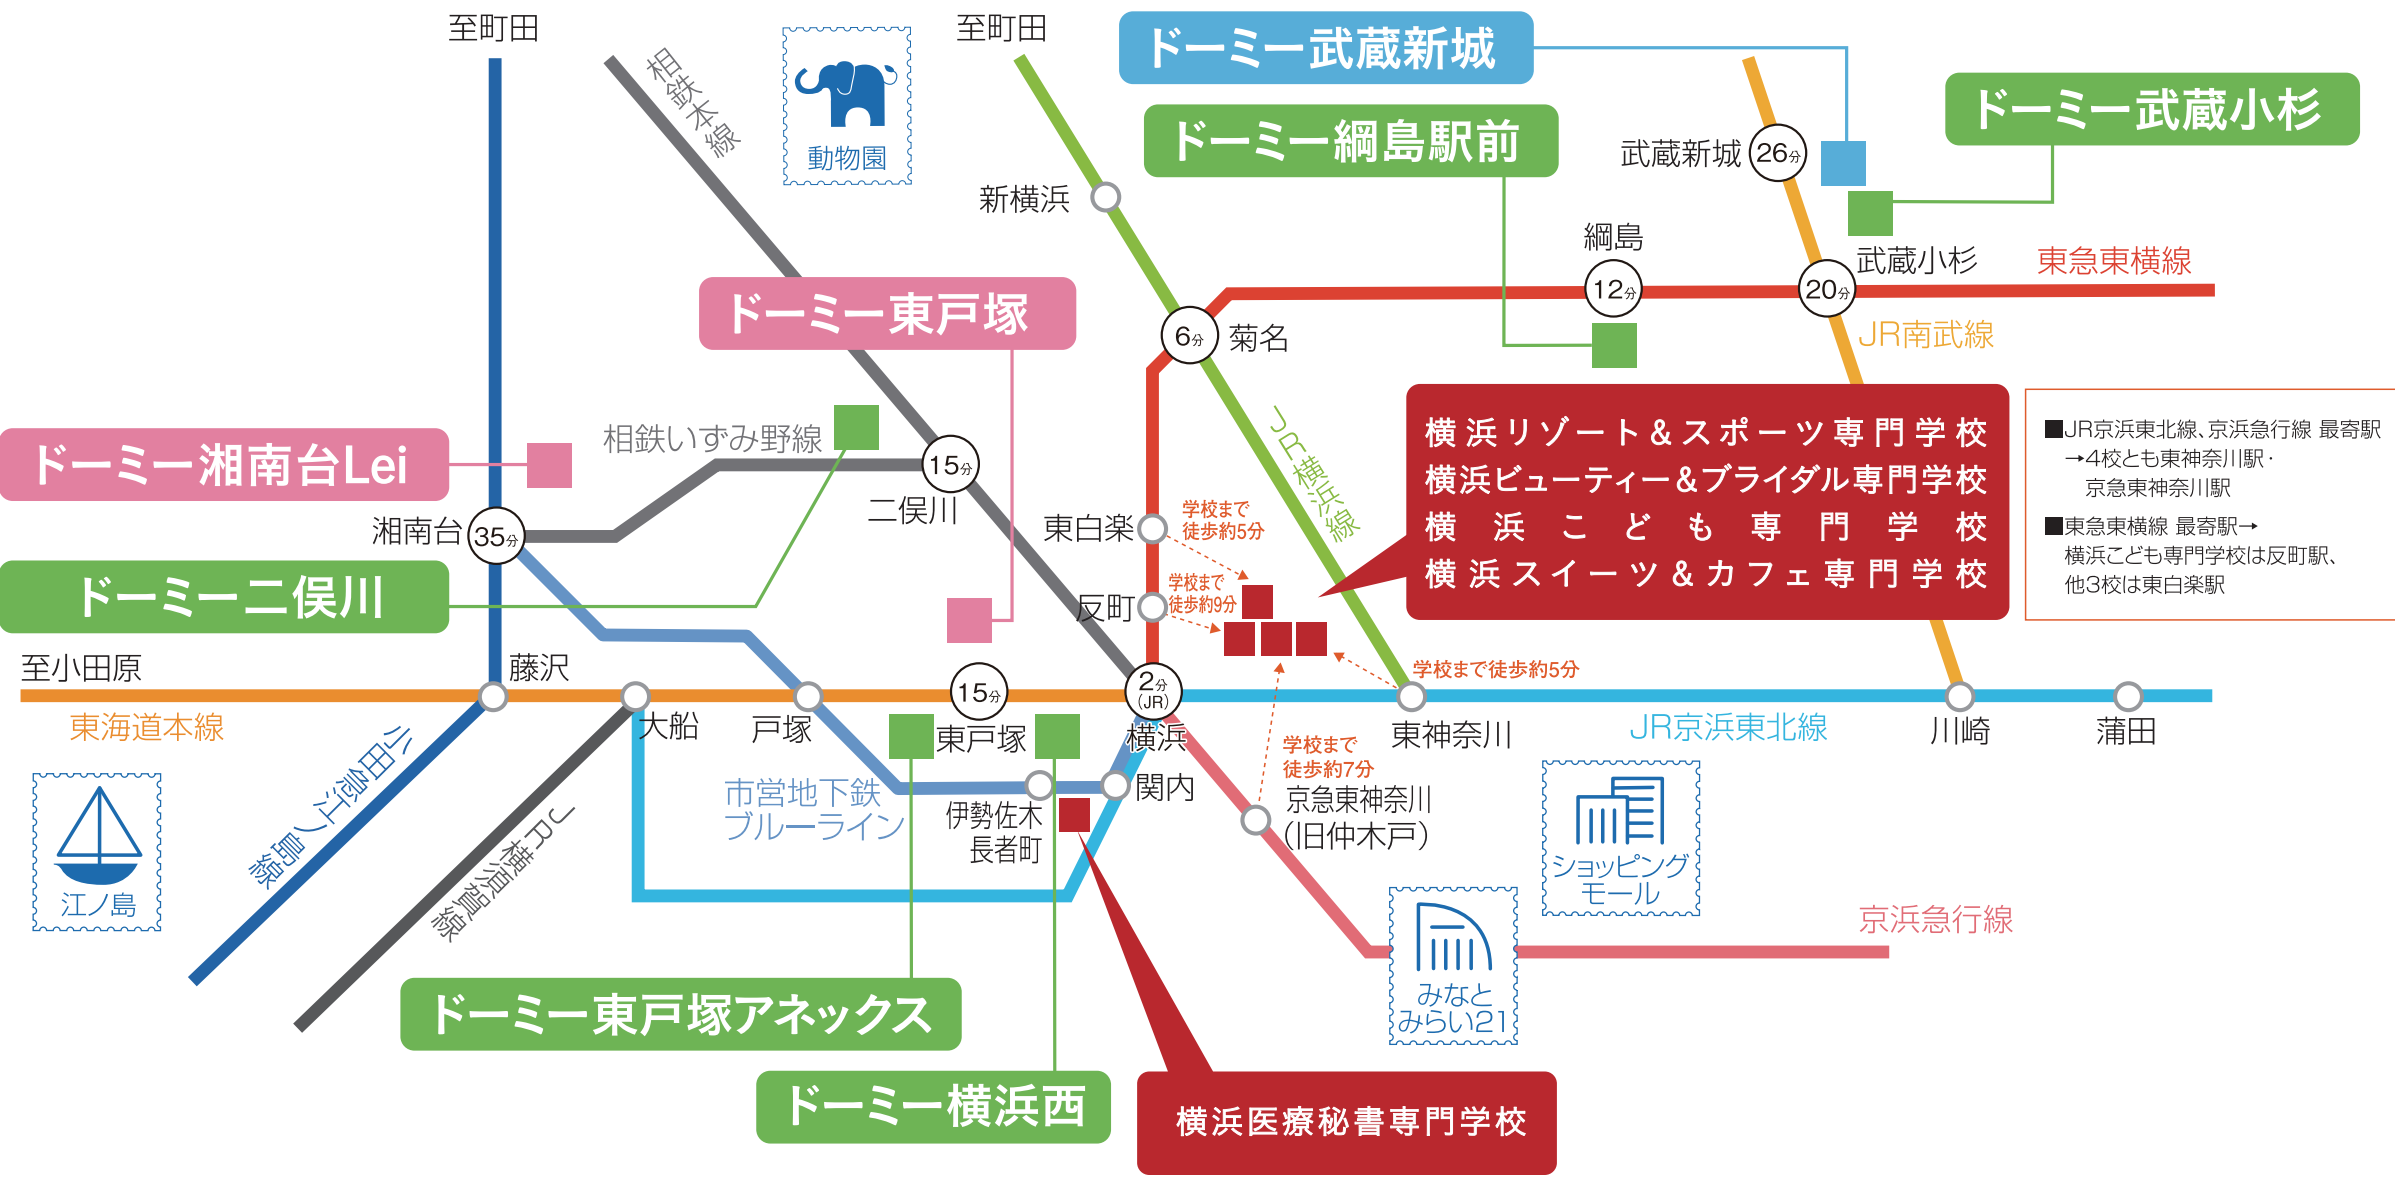 至町田
相鉄本線
動物園
至町田
ドーミー武蔵新城
ドーミー武蔵小杉
ドーミー綱島駅前
武蔵新城
26分
新横浜
綱島
12分
武蔵小杉
20分
東急東横線
JR南武線
6分
菊名
JR横浜線
ドーミー東戸塚
ドーミー湘南台Lei
相鉄いずみ野線
15分
二俣川
湘南台
35分
ドーミー二俣川
東白楽
学校まで
徒歩約5分
反町
学校まで
徒歩約9分
横浜リゾート&スポーツ専門学校
横浜ビューティー&ブライダル専門学校
横浜こども専門学校
横浜スイーツ&カフェ専門学校
■JR京浜東北線、京浜急行線 最寄駅
→4校とも東神奈川駅・
京急東神奈川駅
■東急東横線 最寄駅→
横浜こども専門学校は反町駅、
他3校は東白楽駅
至小田原
藤沢
東海道本線
大船
戸塚
15分
東戸塚
2分
(JR)
横浜
学校まで徒歩約5分
東神奈川
JR京浜東北線
川崎
蒲田
小田急江ノ島線
JR横須賀線
市営地下鉄
ブルーライン
伊勢佐木
長者町
関内
学校まで
徒歩約7分
京急東神奈川
(旧仲木戸)
江ノ島
ショッピング
モール
みなと
みらい21
京浜急行線
ドーミー東戸塚アネックス
ドーミー横浜西
横浜医療秘書専門学校